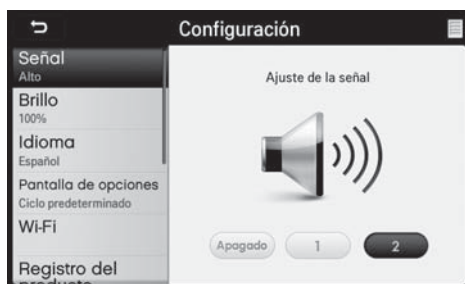 Configuración
Señal
Alto
Brillo
100%
Idioma
Español
Pantalla de opciones
Ciclo predeterminado
Wi-Fi
Registro del
producto
Ajuste de la señal
Apagado
1
2